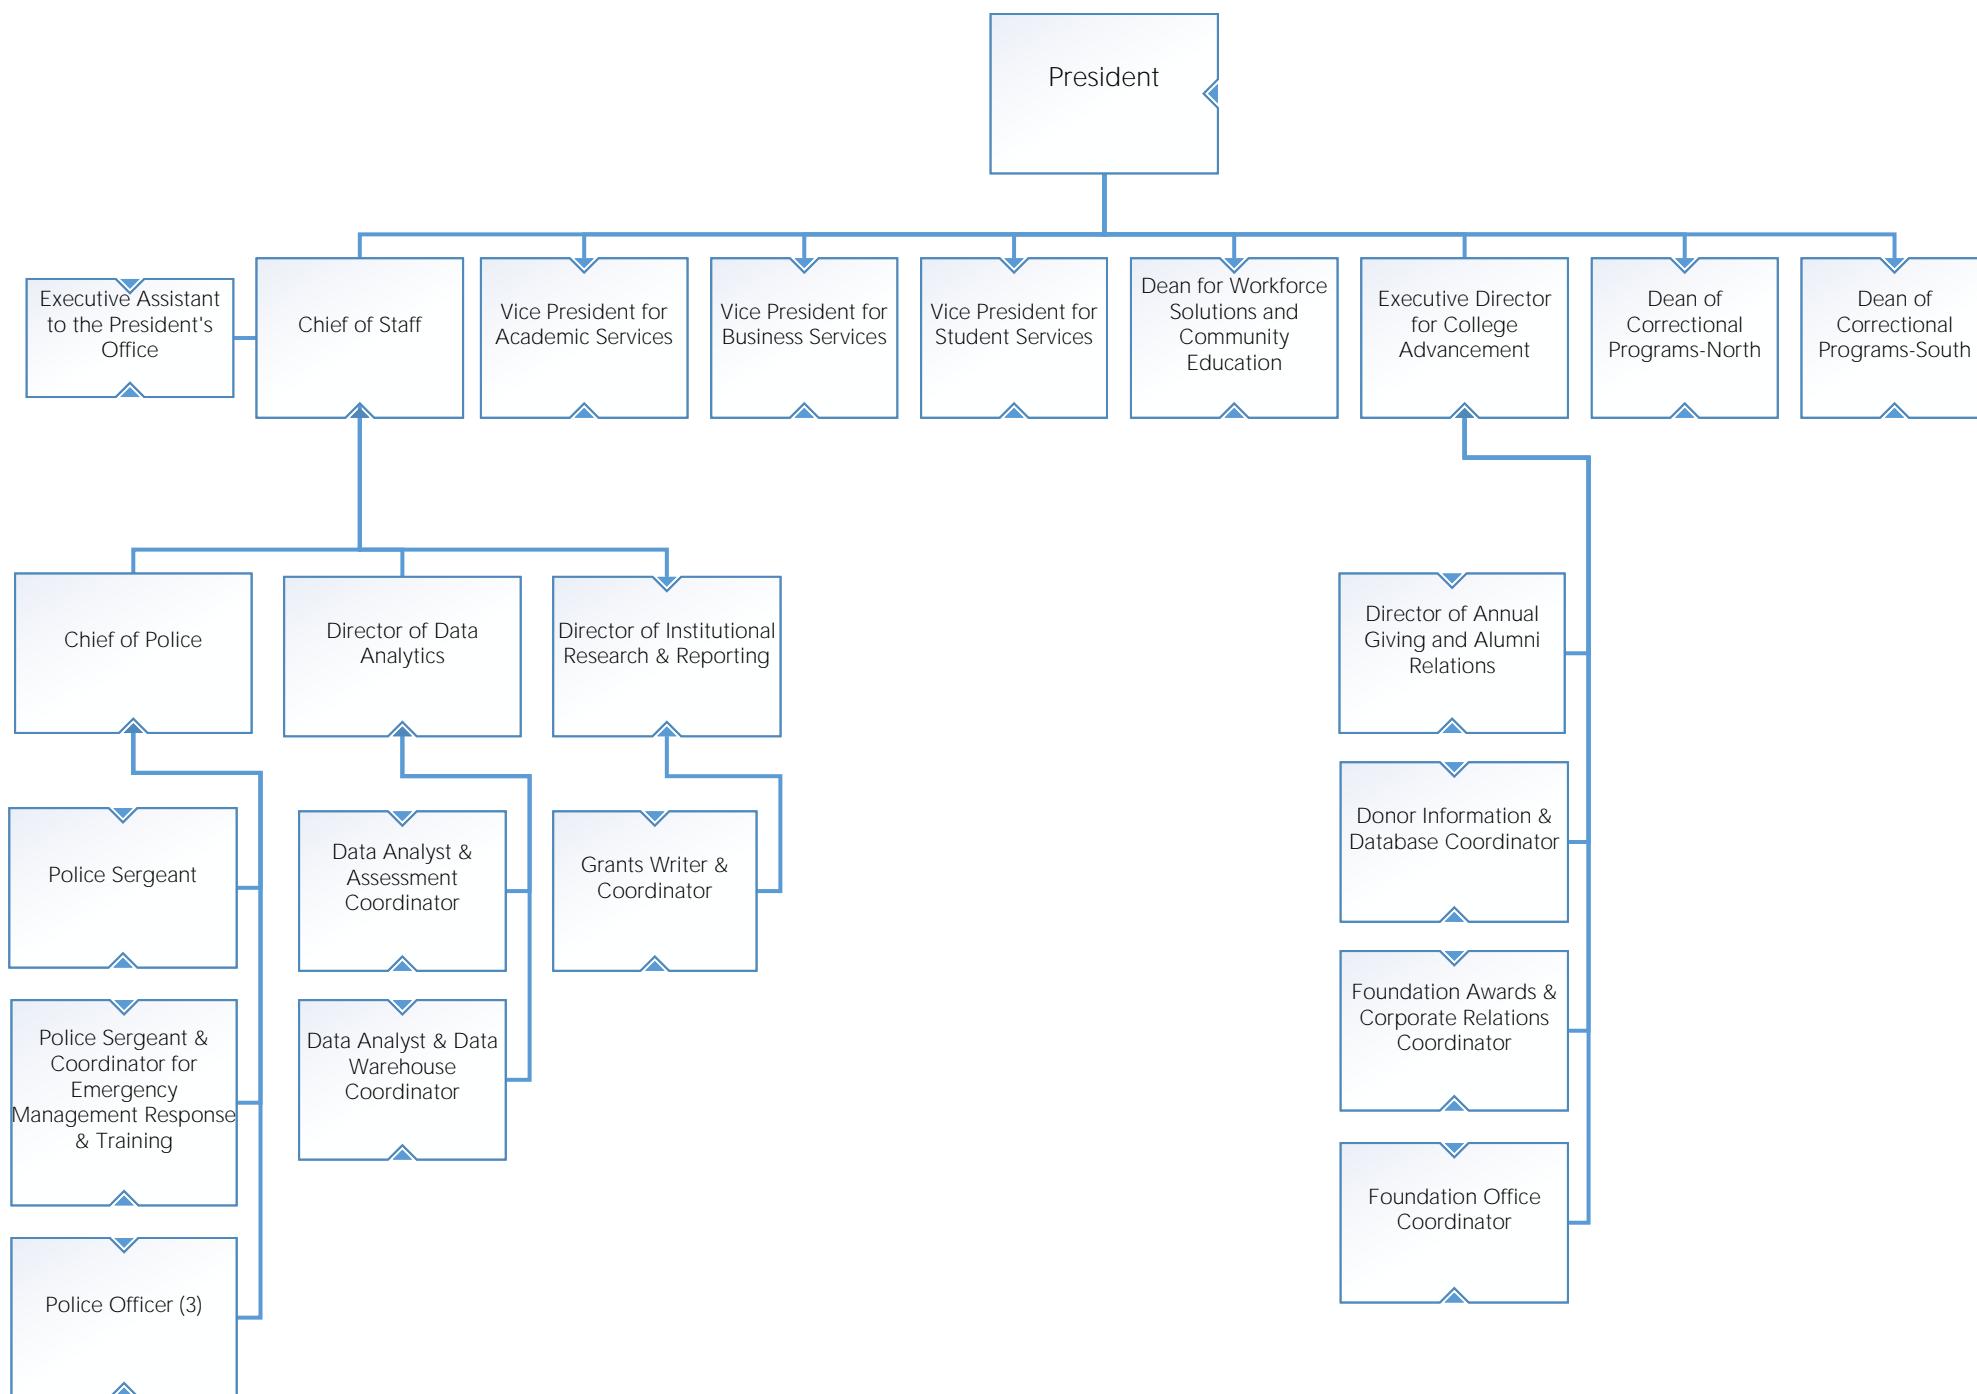 President
Executive Assistant
to the President's
Office
Chief of Staff
Vice President for
Academic Services
Vice President for
Business Services
Vice President for
Student Services
Dean for Workforce
Solutions and
Community
Education
Executive Director
for College
Advancement
Dean of
Correctional
Programs-North
Dean of
Correctional
Programs-South
Chief of Police
Director of Data
Analytics
Director of Institutional
Research & Reporting
Director of Annual
Giving and Alumni
Relations
Police Sergeant
Data Analyst &
Assessment
Coordinator
Grants Writer &
Coordinator
Donor Information &
Database Coordinator
Police Sergeant &
Coordinator for
Emergency
Management Response
& Training
Data Analyst & Data
Warehouse
Coordinator
Foundation Awards &
Corporate Relations
Coordinator
Foundation Office
Coordinator
Police Officer (3)